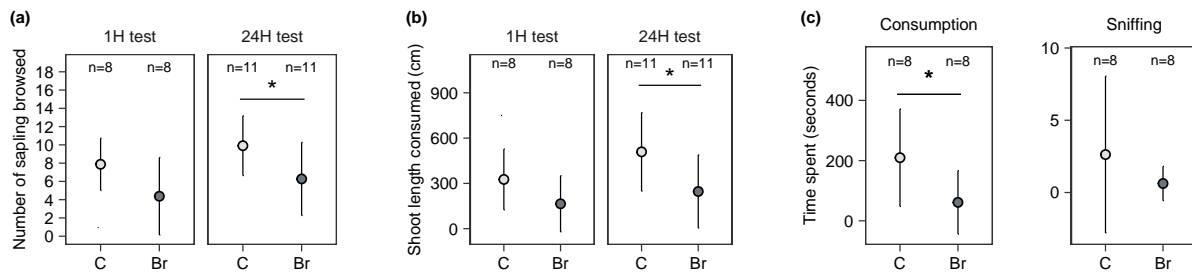 (a)
1H test
24H test
Number of sapling browsed
18
16
14
12
10
8
6
4
2
0
n=8 n=8
n=11 n=11
*
C Br
C Br
(b)
1H test
24H test
Shoot length consumed (cm)
900
600
300
0
n=8 n=8
n=11 n=11
*
C Br
C Br
(c)
Consumption
Time spent (seconds)
400
200
0
n=8 n=8
*
C Br
Sniffing
10
5
0
n=8 n=8
C Br